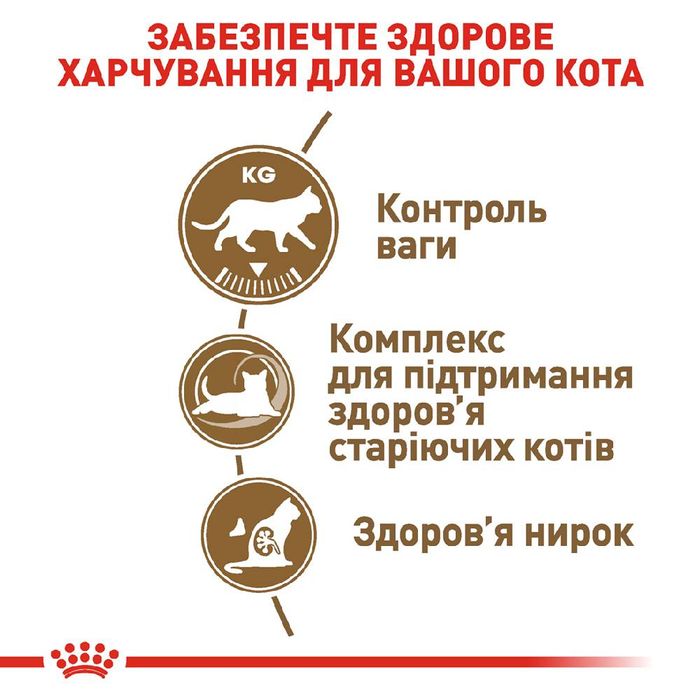 ЗАБЕЗПЕЧТЕ ЗДОРОВЕ
ХАРЧУВАННЯ ДЛЯ ВАШОГО КОТА
KG
Контроль
ваги
Комплекс
для підтримання
здоров'я
старіючих котів
Здоров'я нирок